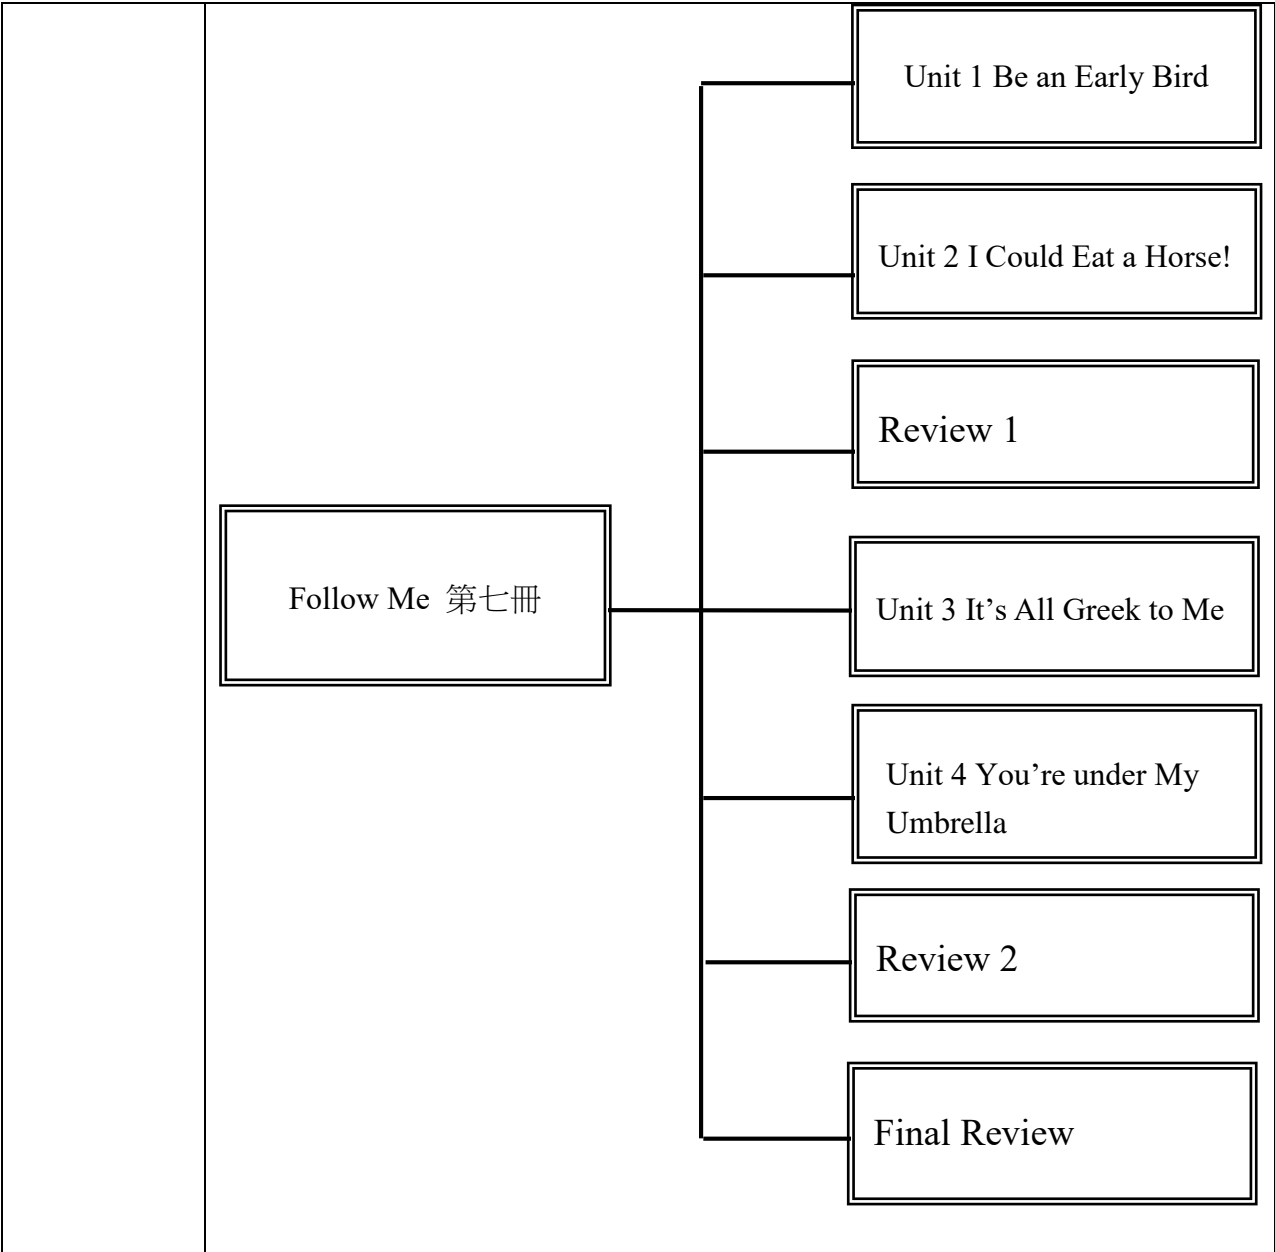 Unit 1 Be an Early Bird
Unit 2 I Could Eat a Horse!
Review 1
Follow Me 第七冊
Unit 3 It’s All Greek to Me
Unit 4 You’re under My
Umbrella
Review 2
Final Review